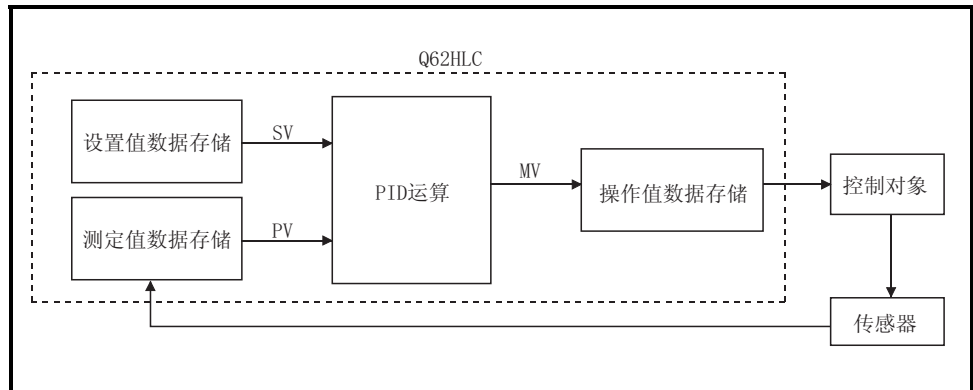 Q62HLC
设置值数据存储
SV
测定值数据存储
PV
PID运算
MV
操作值数据存储
控制对象
传感器